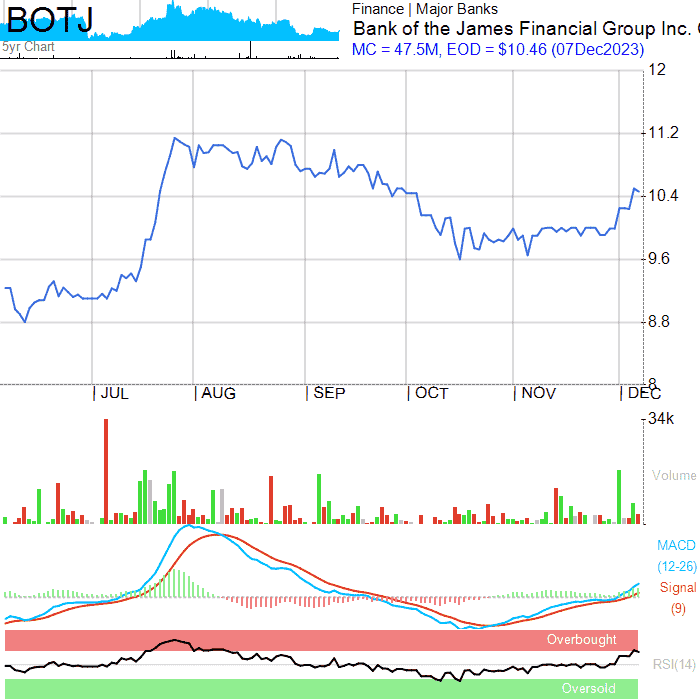 BOTJ
5yr Chart
Finance | Major Banks
Bank of the James Financial Group Inc.
MC = 47.5M, EOD = $10.46 (07Dec2023)
12
11.2
10.4
9.6
8.8
8
JUL AUG SEP OCT NOV DEC
34k
Volume
MACD
(12-26)
Signal
(9)
Overbought
RSI(14)
Oversold